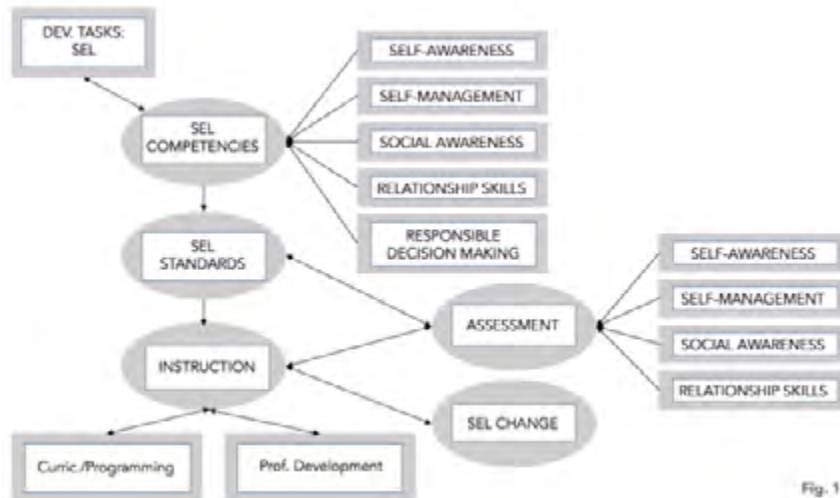 DEV. TASKS:
SEL
SELF-AWARENESS
SELF-MANAGEMENT
SEL
COMPETENCIES
SOCIAL AWARENESS
RELATIONSHIP SKILLS
RESPONSIBLE
DECISION MAKING
SEL
STANDARDS
SELF-AWARENESS
SELF-MANAGEMENT
ASSESSMENT
SOCIAL AWARENESS
RELATIONSHIP SKILLS
INSTRUCTION
SEL CHANGE
Curric./Programming
Prof. Development
Fig. 1